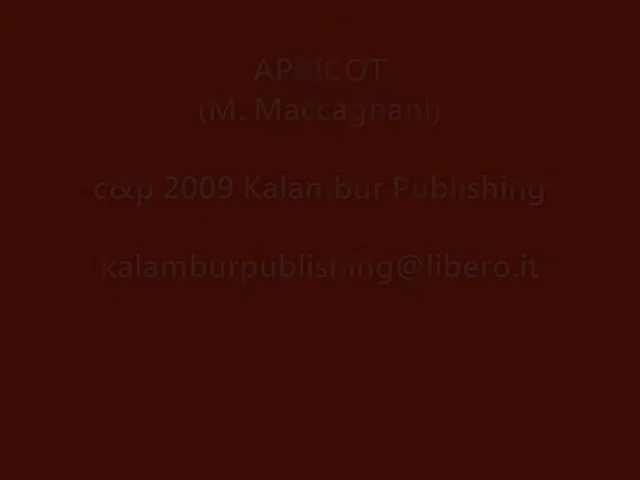 APRICOT
(M. Maccagnani)
c&p 2009 Kalambur Publishing
kalamburpublishing@libero.it